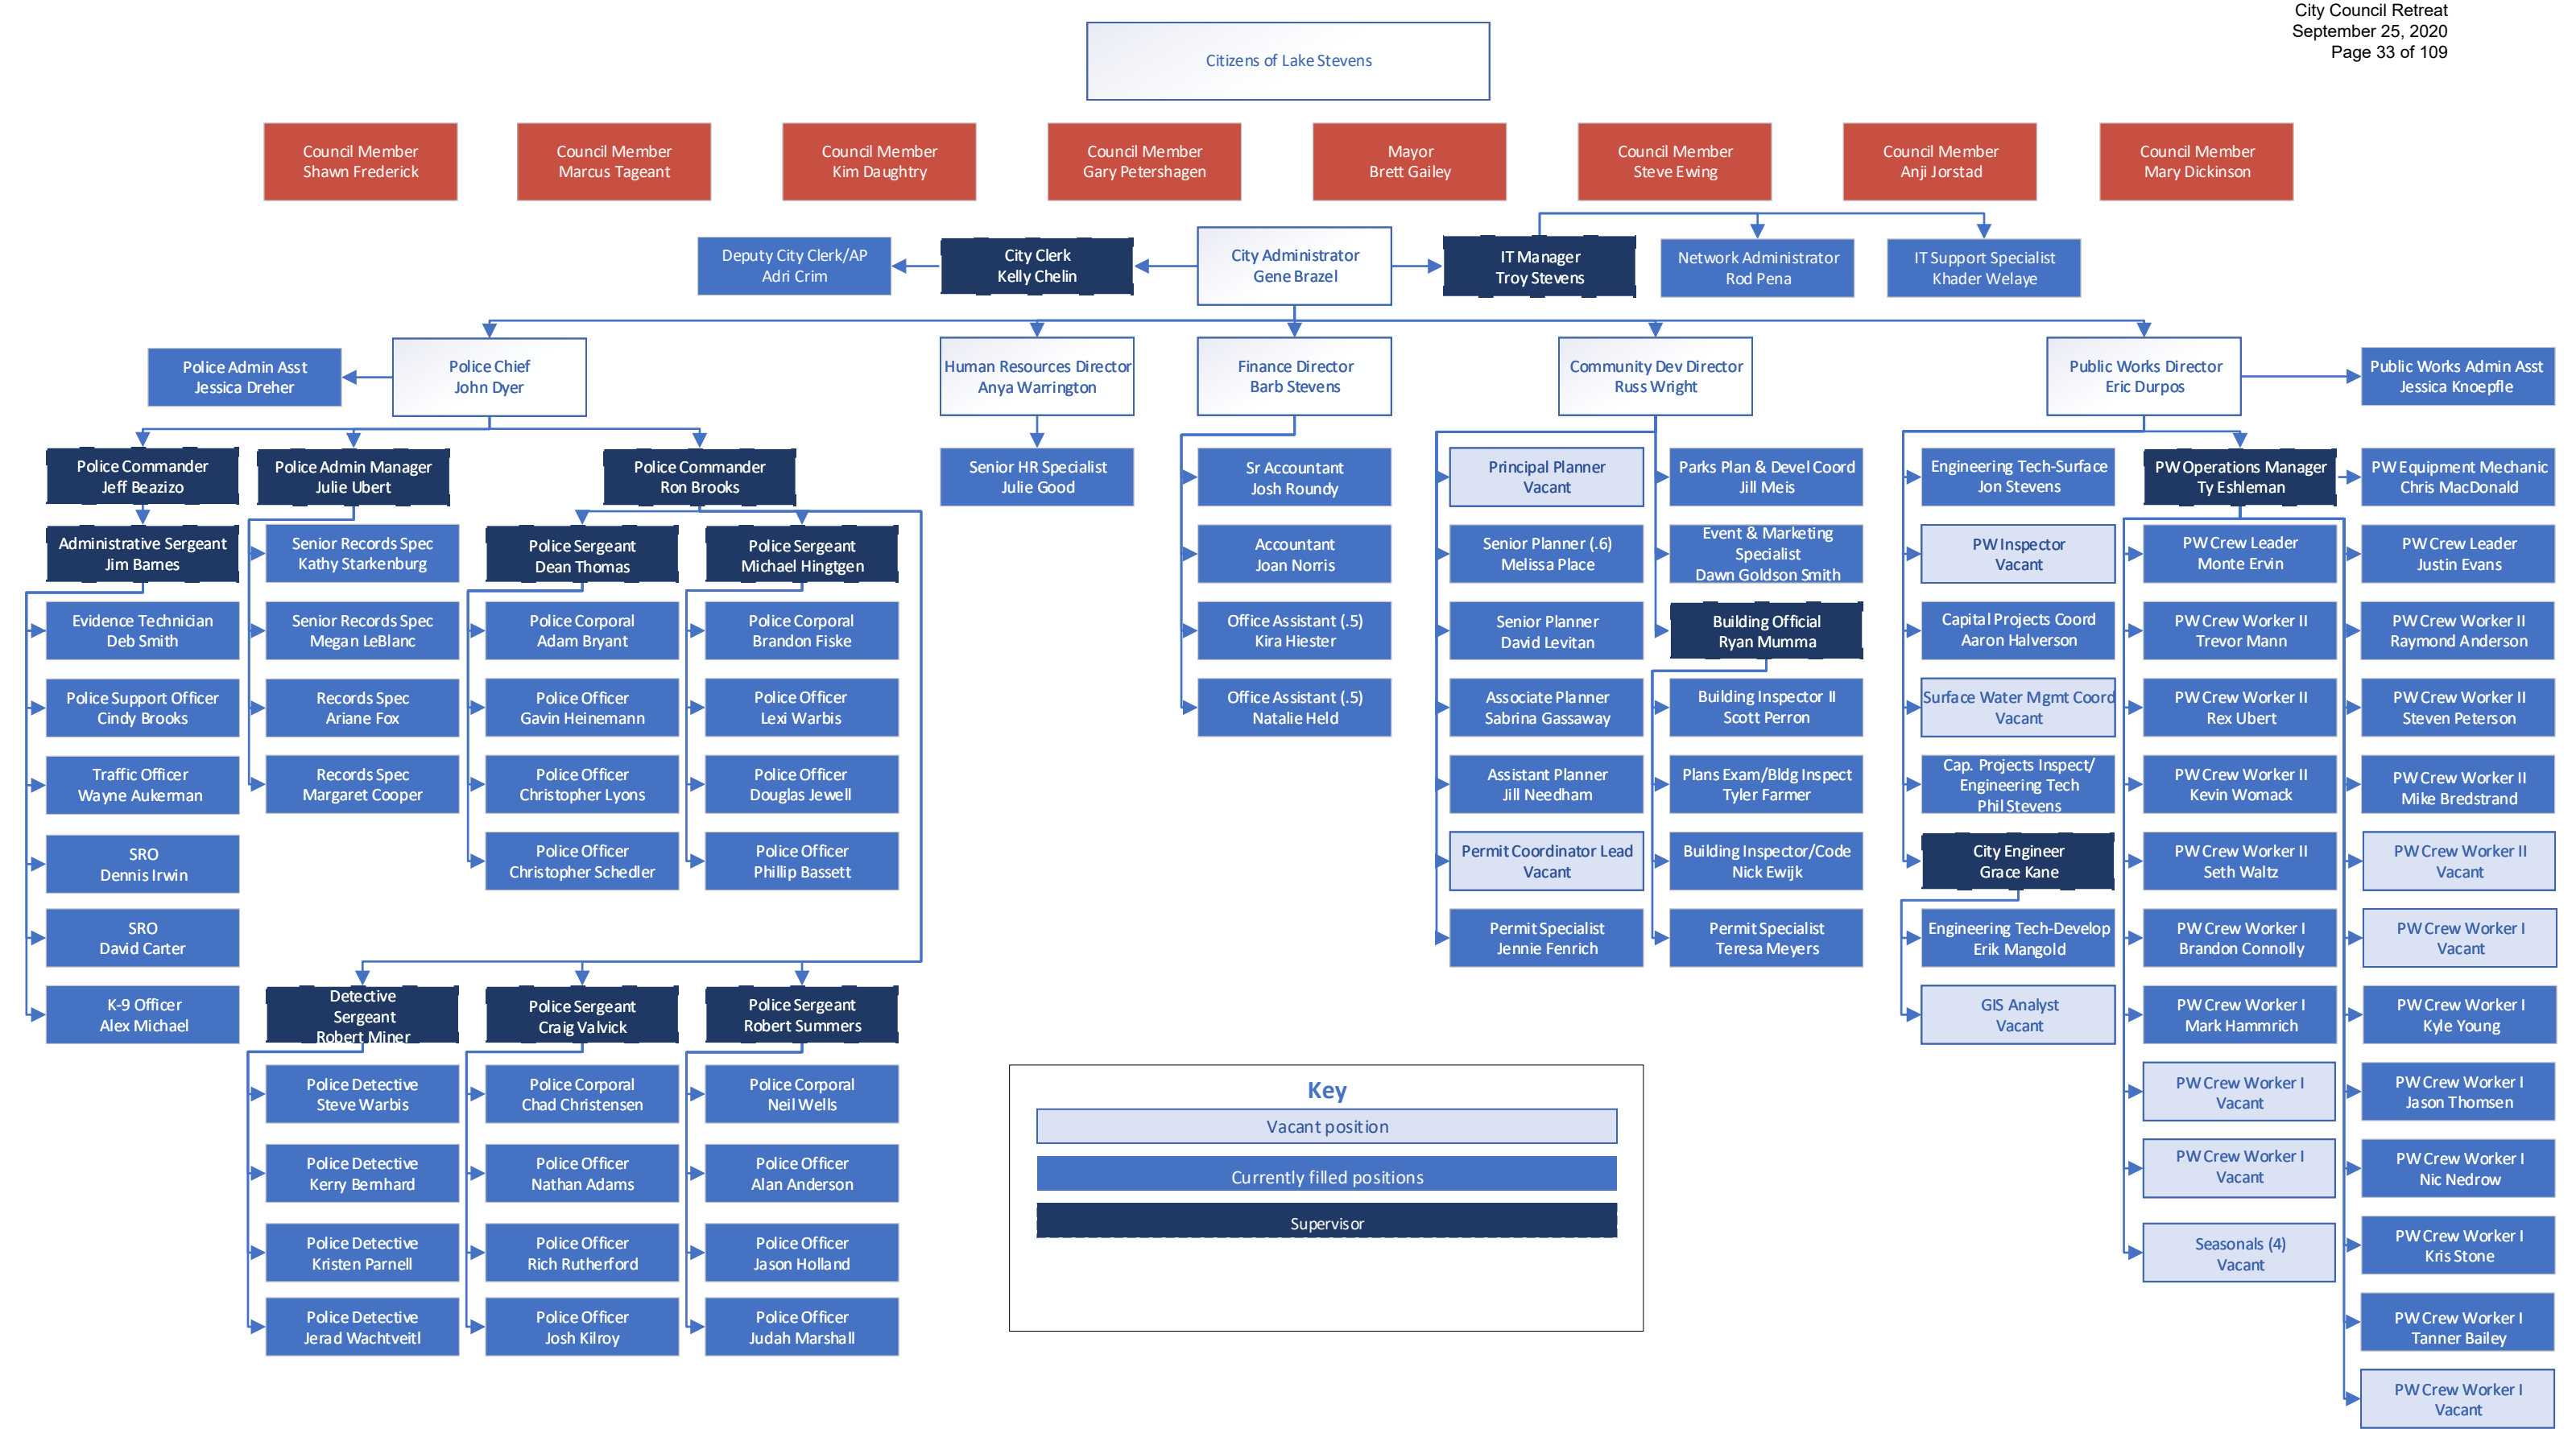 City Council Retreat
September 25, 2020
Page 33 of 109
Citizens of Lake Stevens
Council Member
Shawn Frederick
Council Member
Marcus Tageant
Council Member
Kim Daughtry
Council Member
Gary Petershagen
Mayor
Brett Gailey
Council Member
Steve Ewing
Council Member
Anji Jorstad
Council Member
Mary Dickinson
Deputy City Clerk/AP
Adri Crim
City Clerk
Kelly Chelin
City Administrator
Gene Brazel
IT Manager
Troy Stevens
Network Administrator
Rod Pena
IT Support Specialist
Khader Welaye
Police Admin Asst
Jessica Dreher
Police Chief
John Dyer
Human Resources Director
Anya Warrington
Finance Director
Barb Stevens
Community Dev Director
Russ Wright
Public Works Director
Eric Durpos
Public Works Admin Asst
Jessica Knoepfle
Police Commander
Jeff Beazizo
Police Admin Manager
Julie Ubert
Police Commander
Ron Brooks
Senior HR Specialist
Julie Good
Administrative Sergeant
Jim Barnes
Evidence Technician
Deb Smith
Police Support Officer
Cindy Brooks
Traffic Officer
Wayne Aukerman
SRO
Dennis Irwin
SRO
David Carter
K-9 Officer
Alex Michael
Senior Records Spec
Kathy Starkenburg
Senior Records Spec
Megan LeBlanc
Records Spec
Ariane Fox
Records Spec
Margaret Cooper
Police Sergeant
Dean Thomas
Police Corporal
Adam Bryant
Police Officer
Gavin Heinemann
Police Officer
Christopher Lyons
Police Officer
Christopher Schedler
Police Sergeant
Michael Hingtgen
Police Corporal
Brandon Fiske
Police Officer
Lexi Warbis
Police Officer
Douglas Jewell
Police Officer
Phillip Bassett
Detective
Sergeant
Robert Miner
Police Detective
Steve Warbis
Police Detective
Kerry Bernhard
Police Detective
Kristen Parnell
Police Detective
Jerad Wachtveitl
Police Sergeant
Craig Valvick
Police Corporal
Chad Christensen
Police Officer
Nathan Adams
Police Officer
Rich Rutherford
Police Officer
Josh Kilroy
Police Sergeant
Robert Summers
Police Corporal
Neil Wells
Police Officer
Alan Anderson
Police Officer
Jason Holland
Police Officer
Judah Marshall
Sr Accountant
Josh Roundy
Accountant
Joan Norris
Office Assistant (.5)
Kira Hiester
Office Assistant (.5)
Natalie Held
Principal Planner
Vacant
Senior Planner (.6)
Melissa Place
Senior Planner
David Levitan
Associate Planner
Sabrina Gassaway
Assistant Planner
Jill Needham
Permit Coordinator Lead
Vacant
Permit Specialist
Jennie Fenrich
Parks Plan & Devel Coord
Jill Meis
Event & Marketing
Specialist
Dawn Goldson Smith
Building Official
Ryan Mumma
Building Inspector II
Scott Perron
Plans Exam/Bldg Inspect
Tyler Farmer
Building Inspector/Code
Nick Ewijk
Permit Specialist
Teresa Meyers
Engineering Tech-Surface
Jon Stevens
PW Inspector
Vacant
Capital Projects Coord
Aaron Halverson
Surface Water Mgmt Coord
Vacant
Cap. Projects Inspect/
Engineering Tech
Phil Stevens
City Engineer
Grace Kane
Engineering Tech-Develop
Erik Mangold
GIS Analyst
Vacant
PW Operations Manager
Ty Eshleman
PW Crew Leader
Monte Ervin
PW Crew Worker II
Trevor Mann
PW Crew Worker II
Rex Ubert
PW Crew Worker II
Kevin Womack
PW Crew Worker II
Seth Waltz
PW Crew Worker I
Brandon Connolly
PW Crew Worker I
Mark Hammrich
PW Crew Worker I
Vacant
PW Crew Worker I
Vacant
Seasonals (4)
Vacant
PW Equipment Mechanic
Chris MacDonald
PW Crew Leader
Justin Evans
PW Crew Worker II
Raymond Anderson
PW Crew Worker II
Steven Peterson
PW Crew Worker II
Mike Bredstrand
PW Crew Worker II
Vacant
PW Crew Worker I
Vacant
PW Crew Worker I
Kyle Young
PW Crew Worker I
Jason Thomsen
PW Crew Worker I
Nic Nedrow
PW Crew Worker I
Kris Stone
PW Crew Worker I
Tanner Bailey
PW Crew Worker I
Vacant
Key
Vacant position
Currently filled positions
Supervisor